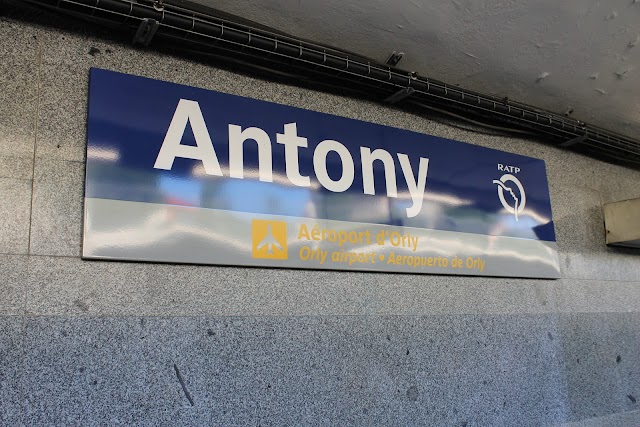 Antony
RATP
Aéroport d'Orly
Orly airport • Aeropuerto de Orly